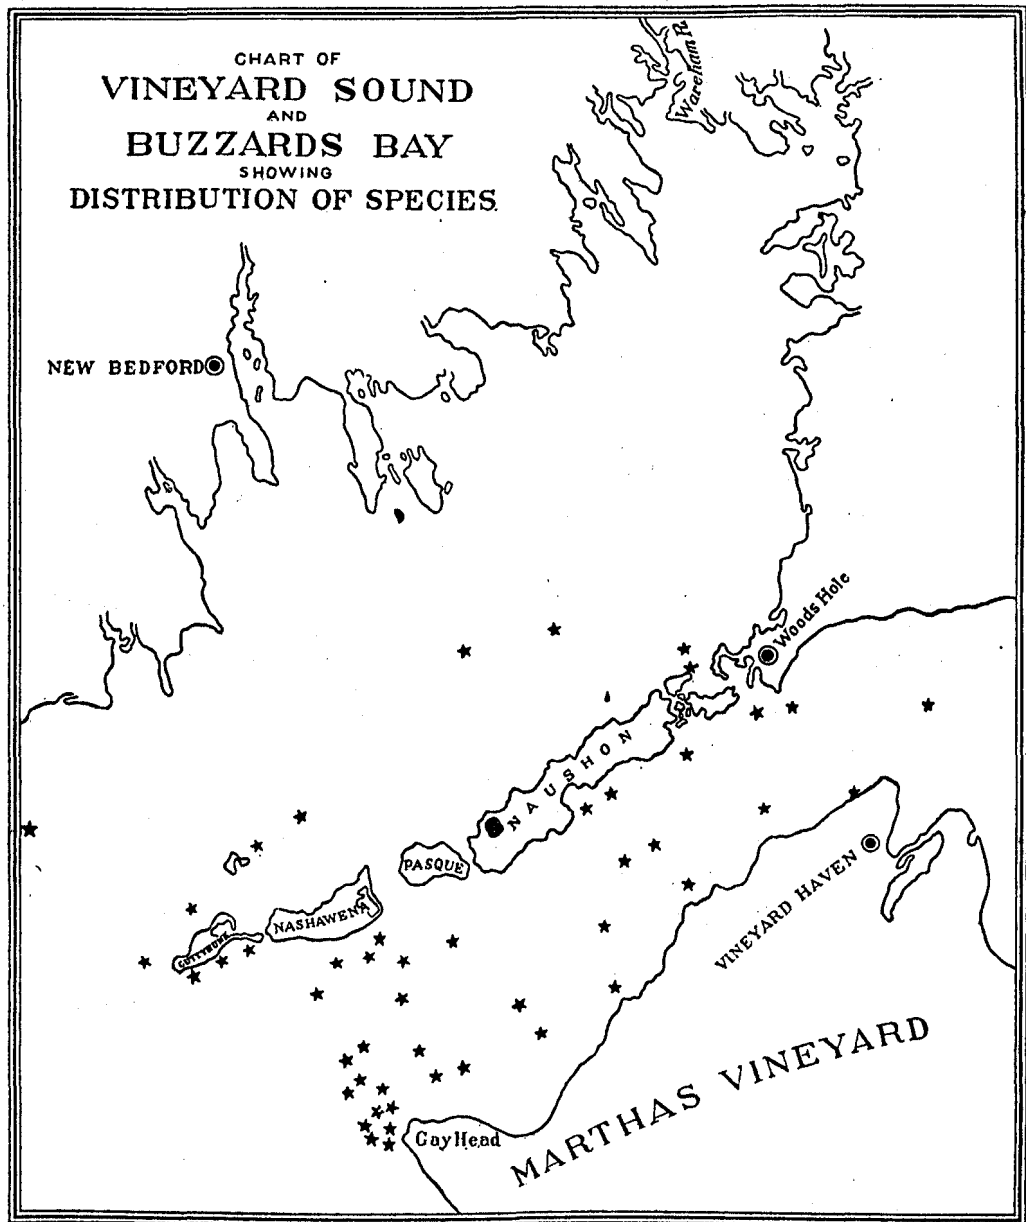 CHART OF
VINEYARD SOUND
AND
BUZZARDS BAY
SHOWING
DISTRIBUTION OF SPECIES.
Wareham R.
NEW BEDFORD
Woods Hole
NAUSHON
PASQUE
NASHAWENA
CUTTYHUNK
VINEYARD HAVEN
MARTHAS VINEYARD
Gay Head